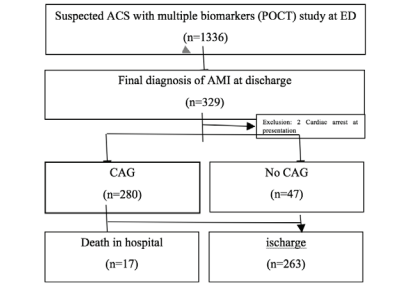 Suspected ACS with multiple biomarkers (POCT) study at ED
(n=1336)
Final diagnosis of AMI at discharge
(n=329)
Exclusion: 2 Cardiac arrest at
presentation
CAG
(n=280)
No CAG
(n=47)
Death in hospital
(n=17)
ischarge
(n=263)